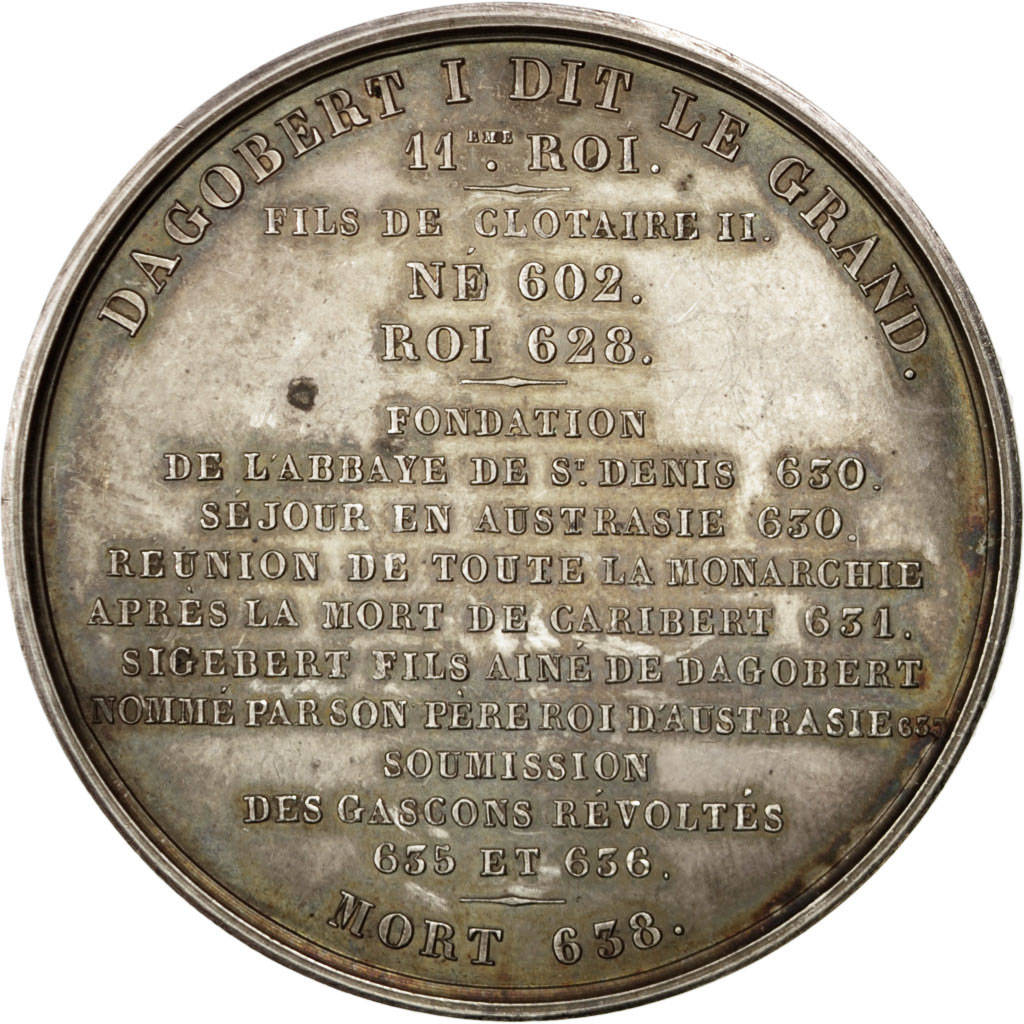 DAGOBERT I DIT LE GRAND.
11EME. ROI.
FILS DE CLOTAIRE II.
NÉ 602.
ROI 628.
FONDATION
DE L'ABBAYE DE ST. DENIS 630.
SÉJOUR EN AUSTRASIE 630.
REUNION DE TOUTE LA MONARCHIE
APRÈS LA MORT DE CARIBERT 631.
SIGEBERT FILS AINÉ DE DAGOBERT
NOMMÉ PAR SON PÈRE ROI D'AUSTRASIE 633
SOUMISSION
DES GASCONS RÉVOLTÉS
635 ET 636.
MORT 638.